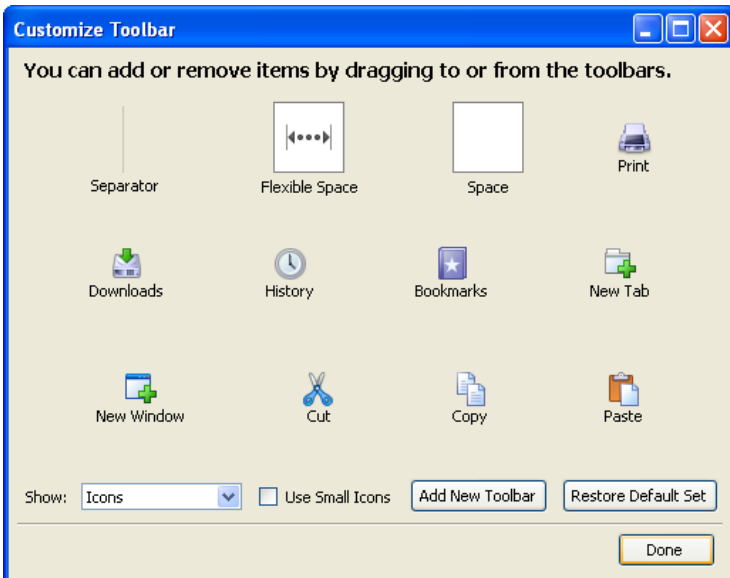 Customize Toolbar
You can add or remove items by dragging to or from the toolbars.
Separator
Flexible Space
Space
Print
Downloads
History
Bookmarks
New Tab
New Window
Cut
Copy
Paste
Show: Icons Use Small Icons Add New Toolbar Restore Default Set
Done